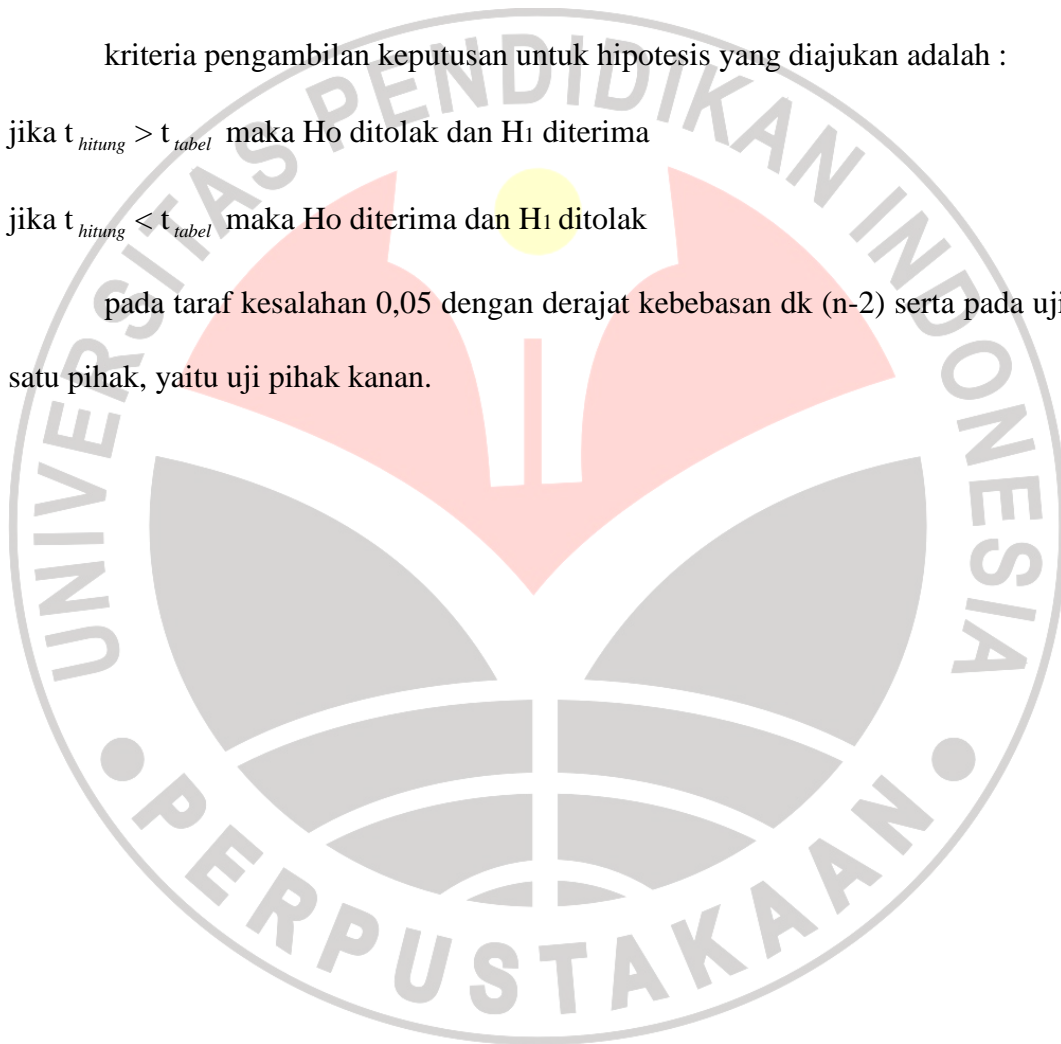 kriteria pengambilan keputusan untuk hipotesis yang diajukan adalah :
jika t hitung > t tabel maka Ho ditolak dan H1 diterima
jika t hitung < t tabel maka Ho diterima dan H1 ditolak
pada taraf kesalahan 0,05 dengan derajat kebebasan dk (n-2) serta pada uji
satu pihak, yaitu uji pihak kanan.
UNIVERSITAS PENDIDIKAN INDONESIA
PERPUSTAKAAN